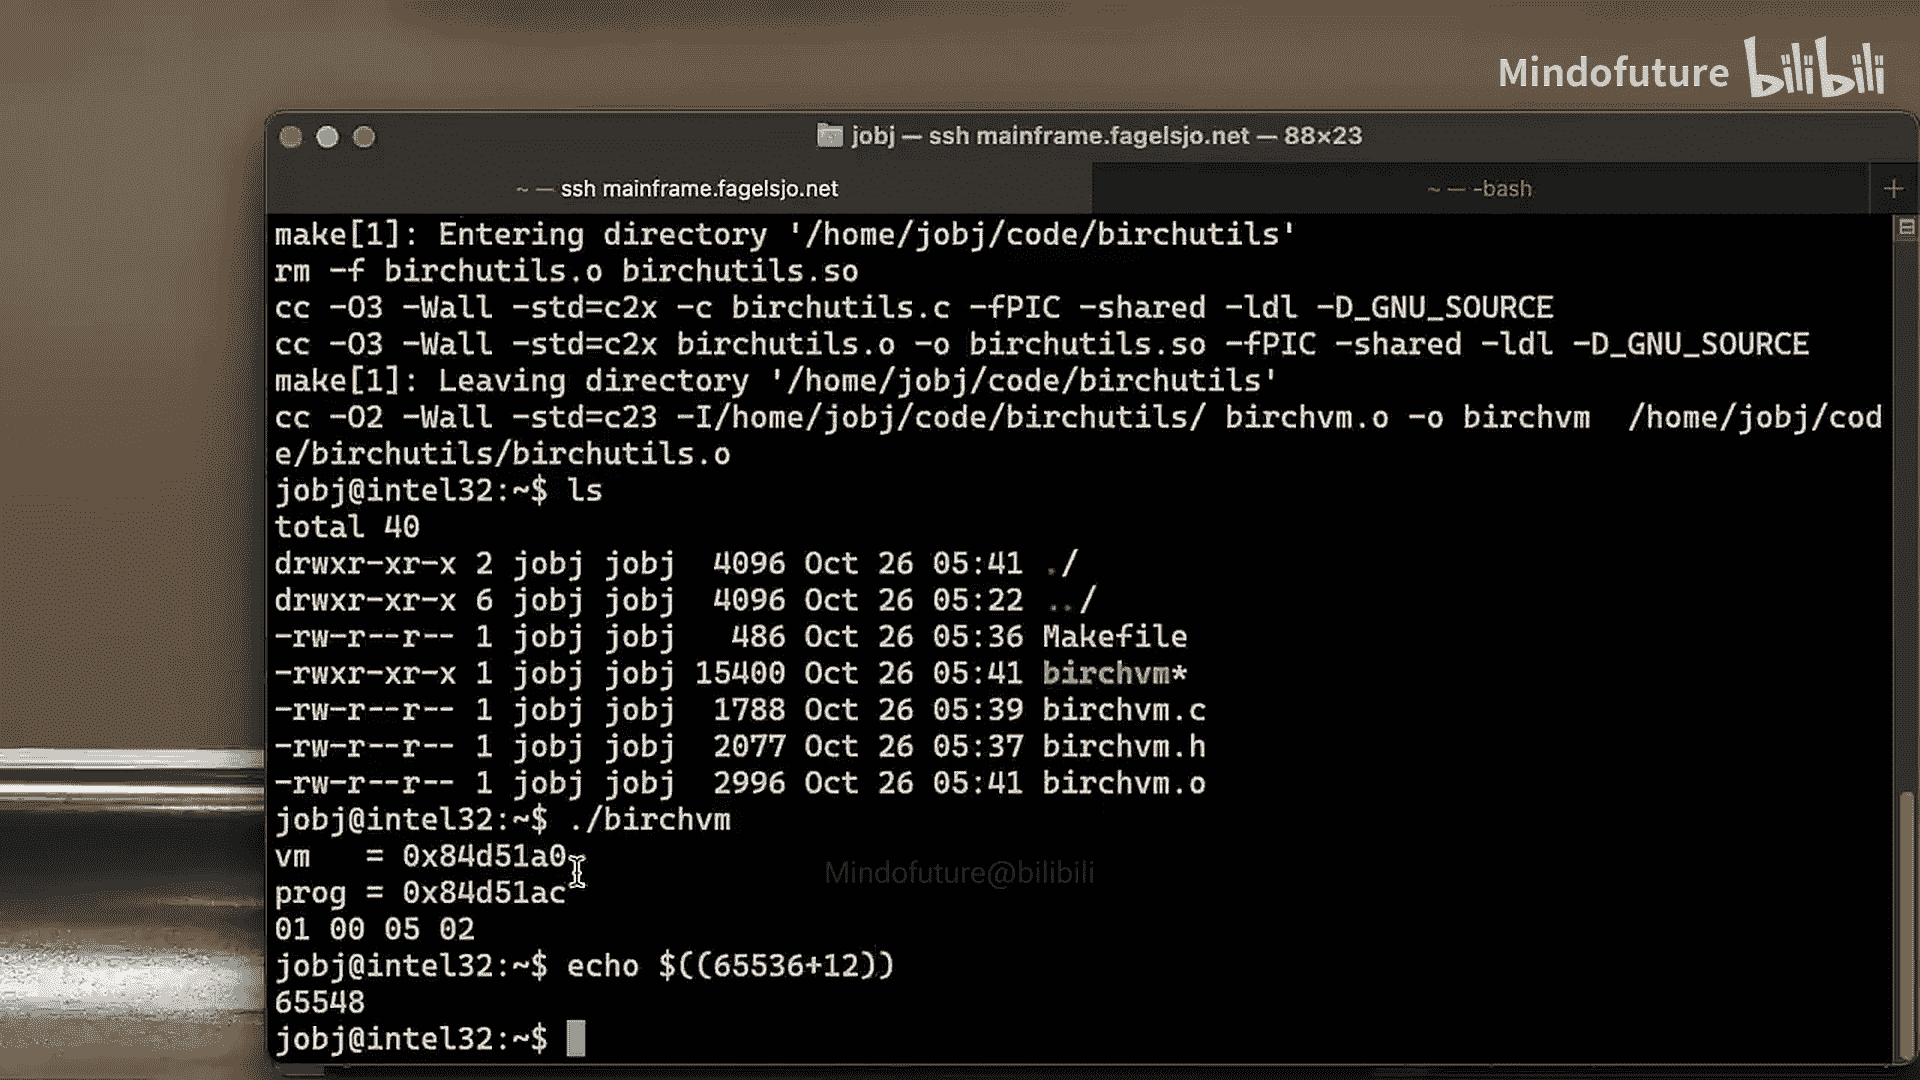 Mindofuture bilibili
jobj — ssh mainframe.fagelsjo.net — 88×23
~ — ssh mainframe.fagelsjo.net
~ — -bash
make[1]: Entering directory '/home/jobj/code/birchutils'
rm -f birchutils.o birchutils.so
cc -O3 -Wall -std=c2x -c birchutils.c -fPIC -shared -ldl -D_GNU_SOURCE
cc -O3 -Wall -std=c2x birchutils.o -o birchutils.so -fPIC -shared -ldl -D_GNU_SOURCE
make[1]: Leaving directory '/home/jobj/code/birchutils'
cc -O2 -Wall -std=c23 -I/home/jobj/code/birchutils/ birchvm.o -o birchvm  /home/jobj/cod
e/birchutils/birchutils.o
jobj@intel32:~$ ls
total 40
drwxr-xr-x 2 jobj jobj  4096 Oct 26 05:41 ./
drwxr-xr-x 6 jobj jobj  4096 Oct 26 05:22 ../
-rw-r--r-- 1 jobj jobj   486 Oct 26 05:36 Makefile
-rwxr-xr-x 1 jobj jobj 15400 Oct 26 05:41 birchvm*
-rw-r--r-- 1 jobj jobj  1788 Oct 26 05:39 birchvm.c
-rw-r--r-- 1 jobj jobj  2077 Oct 26 05:37 birchvm.h
-rw-r--r-- 1 jobj jobj  2996 Oct 26 05:41 birchvm.o
jobj@intel32:~$ ./birchvm
vm   = 0x84d51a0
prog = 0x84d51ac
Mindofuture@bilibili
01 00 05 02
jobj@intel32:~$ echo $((65536+12))
65548
jobj@intel32:~$